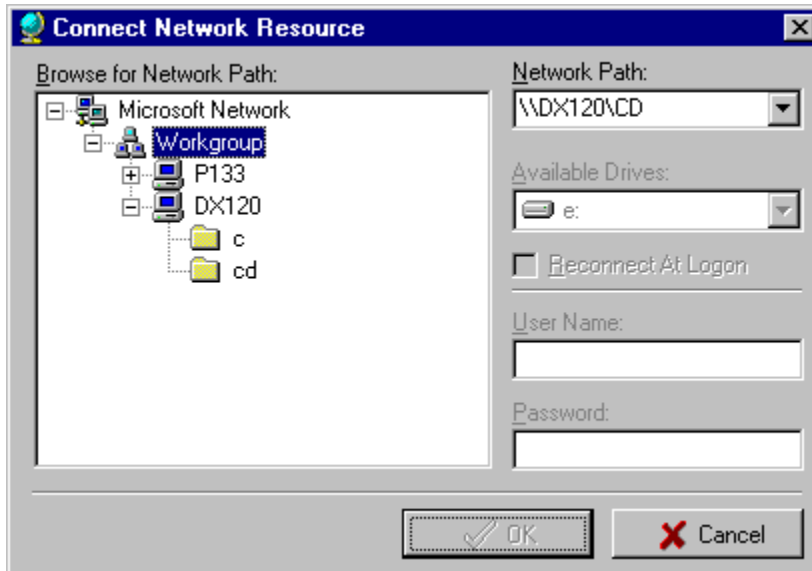 Connect Network Resource
Browse for Network Path:
Microsoft Network
Workgroup
P133
DX120
c
cd
Network Path:
\\DX120\CD
Available Drives:
e:
Reconnect At Logon
User Name:
Password:
OK
Cancel